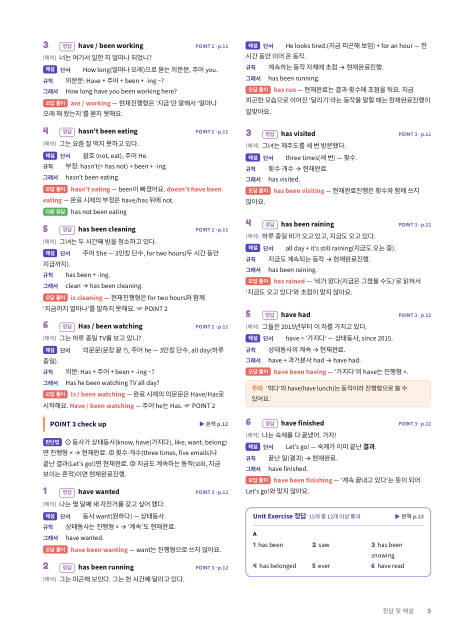 3 정답 have / been working POINT 2 · p.11
[해석] 너는 여기서 일한 지 얼마나 되었니?
해설 단서 How long(얼마나 오래)으로 묻는 의문문, 주어 you.
규칙 의문문: Have + 주어 + been + -ing ~?
그래서 How long have you been working here?
오답 풀이 are / working — 현재진행형은 '지금'만 말해서 '얼마나
오래 해 왔는지'를 묻지 못해요.
4 정답 hasn't been eating POINT 2 · p.11
[해석] 그는 요즘 잘 먹지 못하고 있다.
해설 단서 괄호 (not, eat), 주어 He.
규칙 부정: hasn't(= has not) + been + -ing.
그래서 hasn't been eating.
오답 풀이 hasn't eating — been이 빠졌어요. doesn't have been
eating — 완료 시제의 부정은 have/has 뒤에 not.
다른 정답 has not been eating
5 정답 has been cleaning POINT 2 · p.11
[해석] 그녀는 두 시간째 방을 청소하고 있다.
해설 단서 주어 She — 3인칭 단수, for two hours(두 시간 동안
지금까지).
규칙 has been + -ing.
그래서 clean → has been cleaning.
오답 풀이 is cleaning — 현재진행형은 for two hours와 함께
'지금까지 얼마나'를 말하지 못해요. ☞ POINT 2
6 정답 Has / been watching POINT 2 · p.11
[해석] 그는 하루 종일 TV를 보고 있니?
해설 단서 의문문(문장 끝 ?), 주어 he — 3인칭 단수, all day(하루
종일).
규칙 의문문: Has + 주어 + been + -ing ~?
그래서 Has he been watching TV all day?
오답 풀이 Is / been watching — 완료 시제의 의문문은 Have/Has로
시작해요. Have / been watching — 주어 he는 Has. ☞ POINT 2
POINT 3 check up ▶ 본책 p.12
판단법 ① 동사가 상태동사(know, have(가지다), like, want, belong)
면 진행형 × → 현재완료. ② 횟수·개수(three times, five emails)나
끝난 결과(Let's go!)면 현재완료. ③ 지금도 계속하는 동작(still, 지금
보이는 흔적)이면 현재완료진행.
1 정답 have wanted POINT 3 · p.12
[해석] 나는 몇 달째 새 자전거를 갖고 싶어 했다.
해설 단서 동사 want(원하다) — 상태동사.
규칙 상태동사는 진행형 × → '계속'도 현재완료.
그래서 have wanted.
오답 풀이 have been wanting — want는 진행형으로 쓰지 않아요.
2 정답 has been running POINT 3 · p.12
[해석] 그는 피곤해 보인다. 그는 한 시간째 달리고 있다.
해설 단서 He looks tired.(지금 피곤해 보임) + for an hour — 한
시간 동안 이어 온 동작.
규칙 계속하는 동작 자체에 초점 → 현재완료진행.
그래서 has been running.
오답 풀이 has run — 현재완료는 결과·횟수에 초점을 둬요. 지금
피곤한 모습으로 이어진 '달리기'라는 동작을 말할 때는 현재완료진행이
알맞아요.
3 정답 has visited POINT 3 · p.12
[해석] 그녀는 제주도를 세 번 방문했다.
해설 단서 three times(세 번) — 횟수.
규칙 횟수·개수 → 현재완료.
그래서 has visited.
오답 풀이 has been visiting — 현재완료진행은 횟수와 함께 쓰지
않아요.
4 정답 has been raining POINT 3 · p.12
[해석] 하루 종일 비가 오고 있고, 지금도 오고 있다.
해설 단서 all day + it's still raining(지금도 오는 중).
규칙 지금도 계속되는 동작 → 현재완료진행.
그래서 has been raining.
오답 풀이 has rained — '비가 왔다(지금은 그쳤을 수도)'로 읽혀서
'지금도 오고 있다'와 초점이 맞지 않아요.
5 정답 have had POINT 3 · p.12
[해석] 그들은 2015년부터 이 차를 가지고 있다.
해설 단서 have = '가지다' — 상태동사, since 2015.
규칙 상태동사의 계속 → 현재완료.
그래서 have + 과거분사 had → have had.
오답 풀이 have been having — '가지다'의 have는 진행형 ×.
주의 '먹다'의 have(have lunch)는 동작이라 진행형으로 쓸 수
있어요.
6 정답 have finished POINT 3 · p.12
[해석] 나는 숙제를 다 끝냈어. 가자!
해설 단서 Let's go! — 숙제가 이미 끝난 결과.
규칙 끝난 일(결과) → 현재완료.
그래서 have finished.
오답 풀이 have been finishing — '계속 끝내고 있다'는 뜻이 되어
Let's go!와 맞지 않아요.
Unit Exercise 정답 · 15개 중 12개 이상 통과 ▶ 본책 p.13
A
1 has been 2 saw 3 has been
snowing
4 has belonged 5 ever 6 have read
정답 및 해설 3